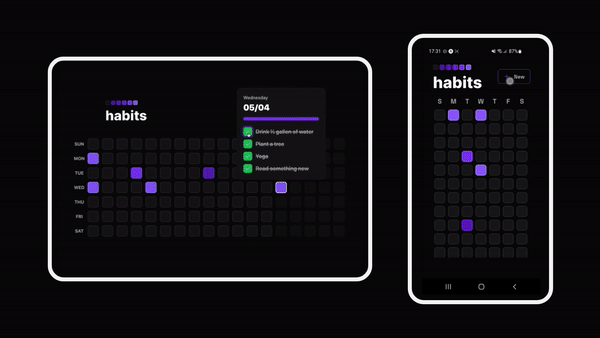 habits
Wednesday
05/04
Drink ½ gallon of water
Plant a tree
Yoga
Read something new
SUN
MON
TUE
WED
THU
FRI
SAT
17:31
87%
habits
New
S M T W T F S